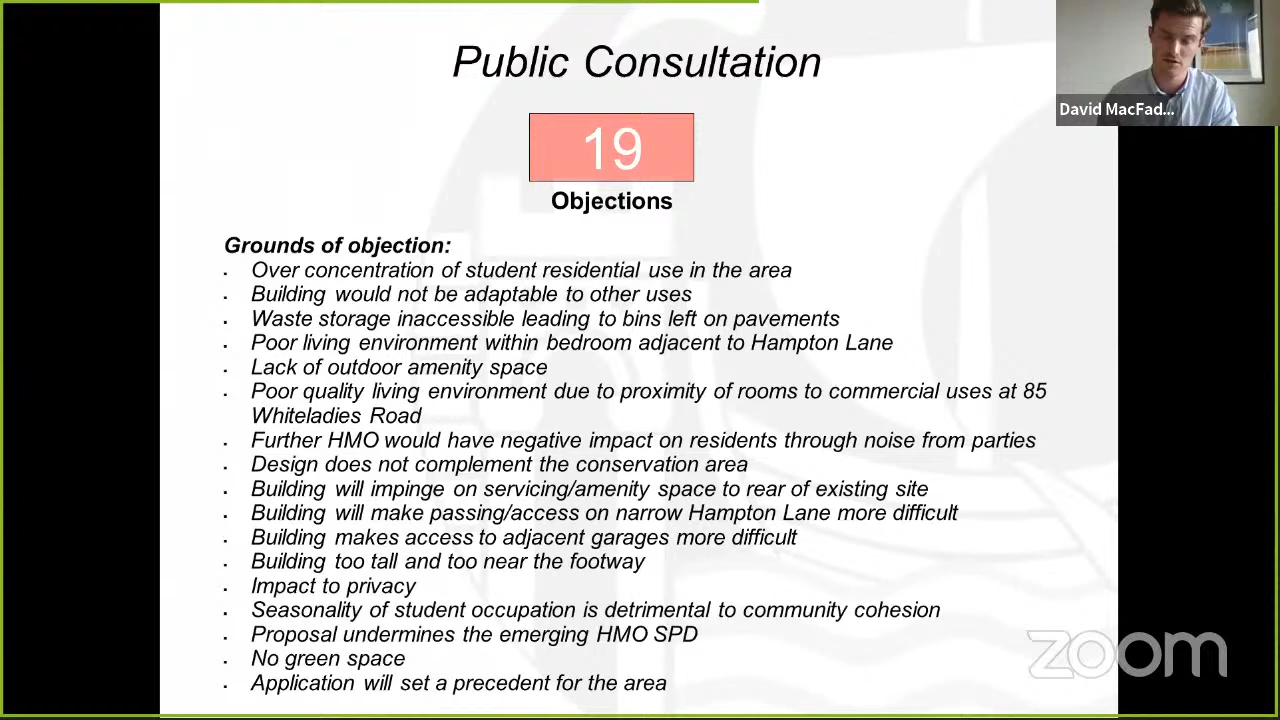 Public Consultation
David MacFad...
19
Objections
Grounds of objection:
Over concentration of student residential use in the area
Building would not be adaptable to other uses
Waste storage inaccessible leading to bins left on pavements
Poor living environment within bedroom adjacent to Hampton Lane
Lack of outdoor amenity space
Poor quality living environment due to proximity of rooms to commercial uses at 85
Whiteladies Road
Further HMO would have negative impact on residents through noise from parties
Design does not complement the conservation area
Building will impinge on servicing/amenity space to rear of existing site
Building will make passing/access on narrow Hampton Lane more difficult
Building makes access to adjacent garages more difficult
Building too tall and too near the footway
Impact to privacy
Seasonality of student occupation is detrimental to community cohesion
Proposal undermines the emerging HMO SPD
No green space
Application will set a precedent for the area
zoom